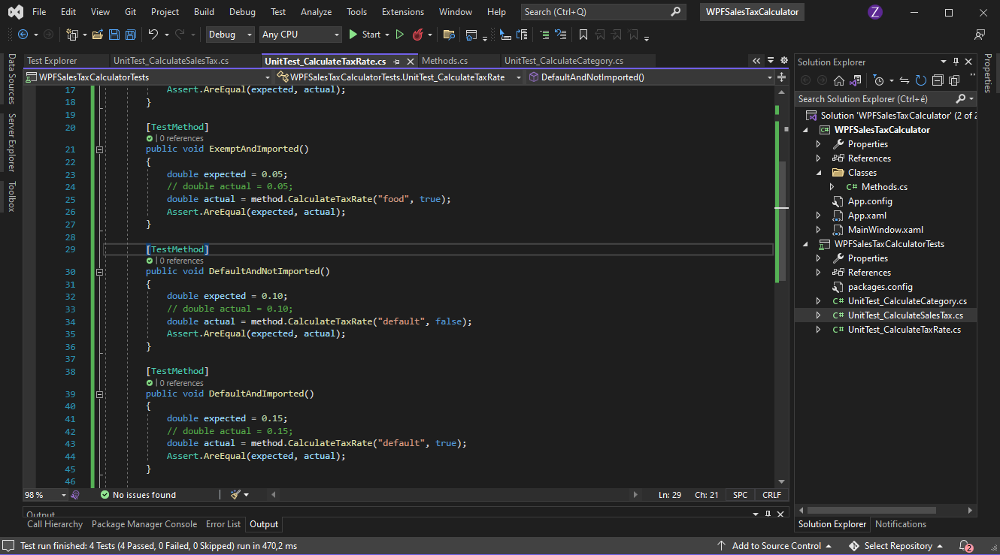 File Edit View Git Project Build Debug Test Analyze Tools Extensions Window Help Search (Ctrl+Q) WPFSalesTaxCalculator Z
Debug Any CPU Start
Data Sources
Server Explorer
Toolbox
Test Explorer UnitTest_CalculateSalesTax.cs UnitTest_CalculateTaxRate.cs Methods.cs UnitTest_CalculateCategory.cs
WPFSalesTaxCalculatorTests WPFSalesTaxCalculatorTests.UnitTest_CalculateTaxRate DefaultAndNotImported()
17 Assert.AreEqual(expected, actual);
18 }
19
20 [TestMethod]
0 references
21 public void ExemptAndImported()
22 {
23 double expected = 0.05;
24 // double actual = 0.05;
25 double actual = method.CalculateTaxRate("food", true);
26 Assert.AreEqual(expected, actual);
27 }
28
29 [TestMethod]
0 references
30 public void DefaultAndNotImported()
31 {
32 double expected = 0.10;
33 // double actual = 0.10;
34 double actual = method.CalculateTaxRate("default", false);
35 Assert.AreEqual(expected, actual);
36 }
37
38 [TestMethod]
0 references
39 public void DefaultAndImported()
40 {
41 double expected = 0.15;
42 // double actual = 0.15;
43 double actual = method.CalculateTaxRate("default", true);
44 Assert.AreEqual(expected, actual);
45 }
46
98 % No issues found Ln: 29 Ch: 21 SPC CRLF
Output
Call Hierarchy Package Manager Console Error List Output
Solution Explorer
Search Solution Explorer (Ctrl+é)
Solution 'WPFSalesTaxCalculator' (2 of 2
C# WPFSalesTaxCalculator
Properties
References
Classes
C# Methods.cs
App.config
App.xaml
MainWindow.xaml
WPFSalesTaxCalculatorTests
Properties
References
packages.config
C# UnitTest_CalculateCategory.cs
C# UnitTest_CalculateSalesTax.cs
C# UnitTest_CalculateTaxRate.cs
Solution Explorer Notifications
Properties
Test run finished: 4 Tests (4 Passed, 0 Failed, 0 Skipped) run in 470,2 ms Add to Source Control Select Repository 2